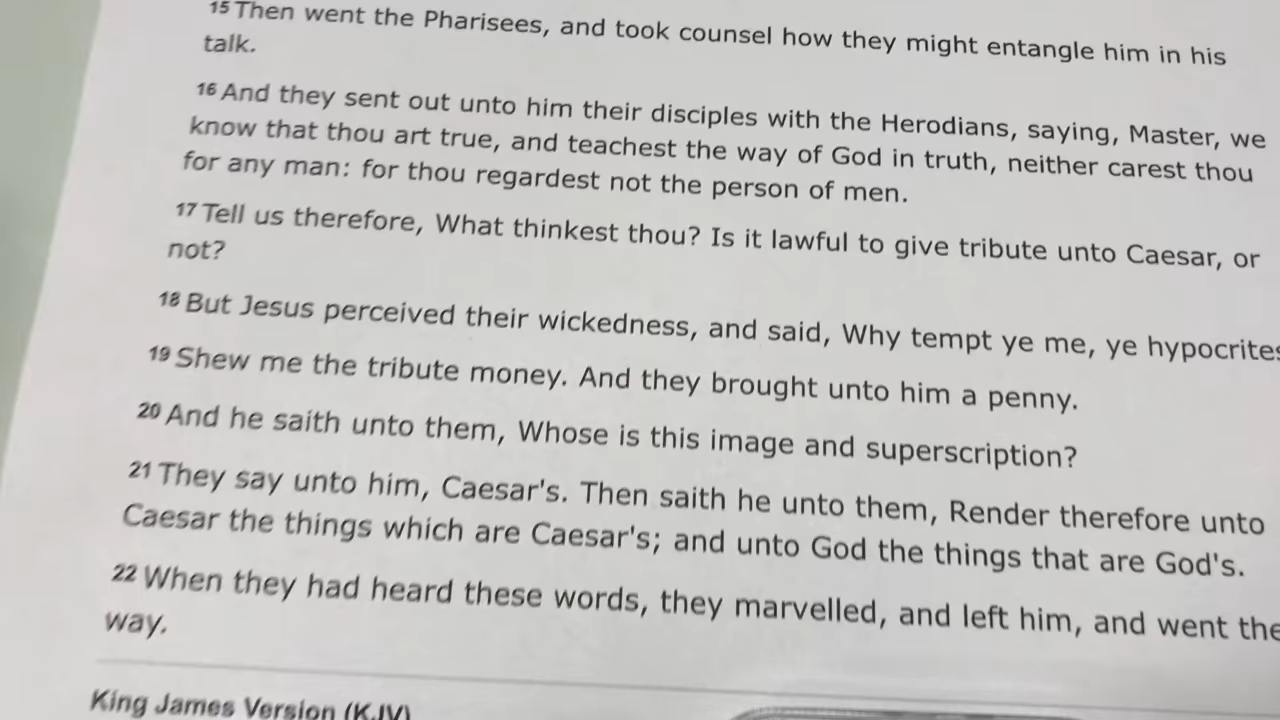 15 Then went the Pharisees, and took counsel how they might entangle him in his
talk.
16 And they sent out unto him their disciples with the Herodians, saying, Master, we
know that thou art true, and teachest the way of God in truth, neither carest thou
for any man: for thou regardest not the person of men.
17 Tell us therefore, What thinkest thou? Is it lawful to give tribute unto Caesar, or
not?
18 But Jesus perceived their wickedness, and said, Why tempt ye me, ye hypocrites
19 Shew me the tribute money. And they brought unto him a penny.
20 And he saith unto them, Whose is this image and superscription?
21 They say unto him, Caesar's. Then saith he unto them, Render therefore unto
Caesar the things which are Caesar's; and unto God the things that are God's.
22 When they had heard these words, they marvelled, and left him, and went the
way.
King James Version (KJV)